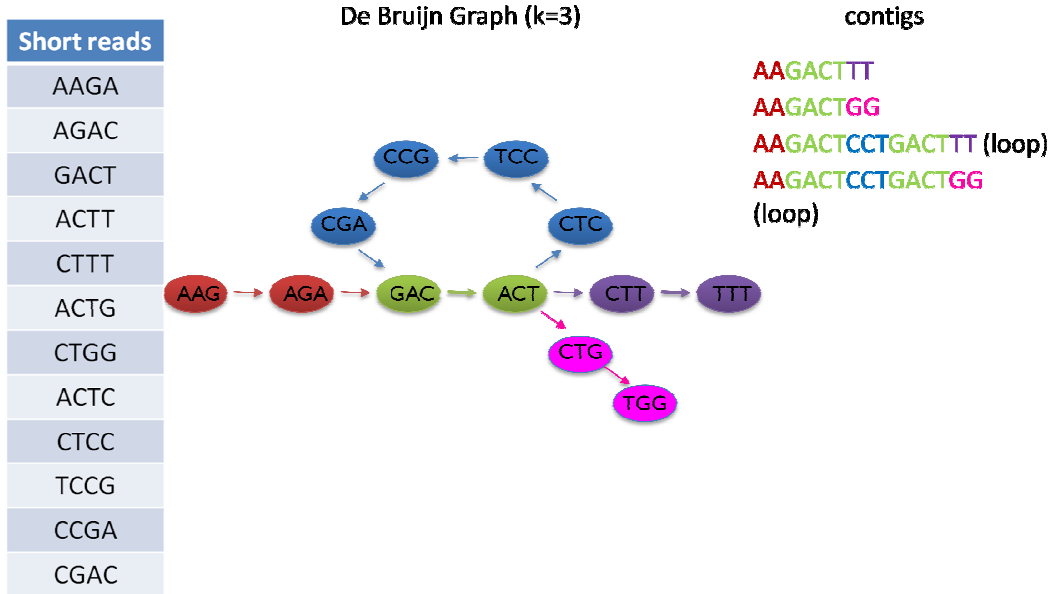 De Bruijn Graph (k=3)
contigs
Short reads
AAGA
AGAC
GACT
ACTT
CTTT
ACTG
CTGG
ACTC
CTCC
TCCG
CCGA
CGAC
CCG
TCC
CGA
CTC
AAG
AGA
GAC
ACT
CTT
TTT
CTG
TGG
AAGACTTT
AAGACTGG
AAGACTCCTGACTTT (loop)
AAGACTCCTGACTGG
(loop)